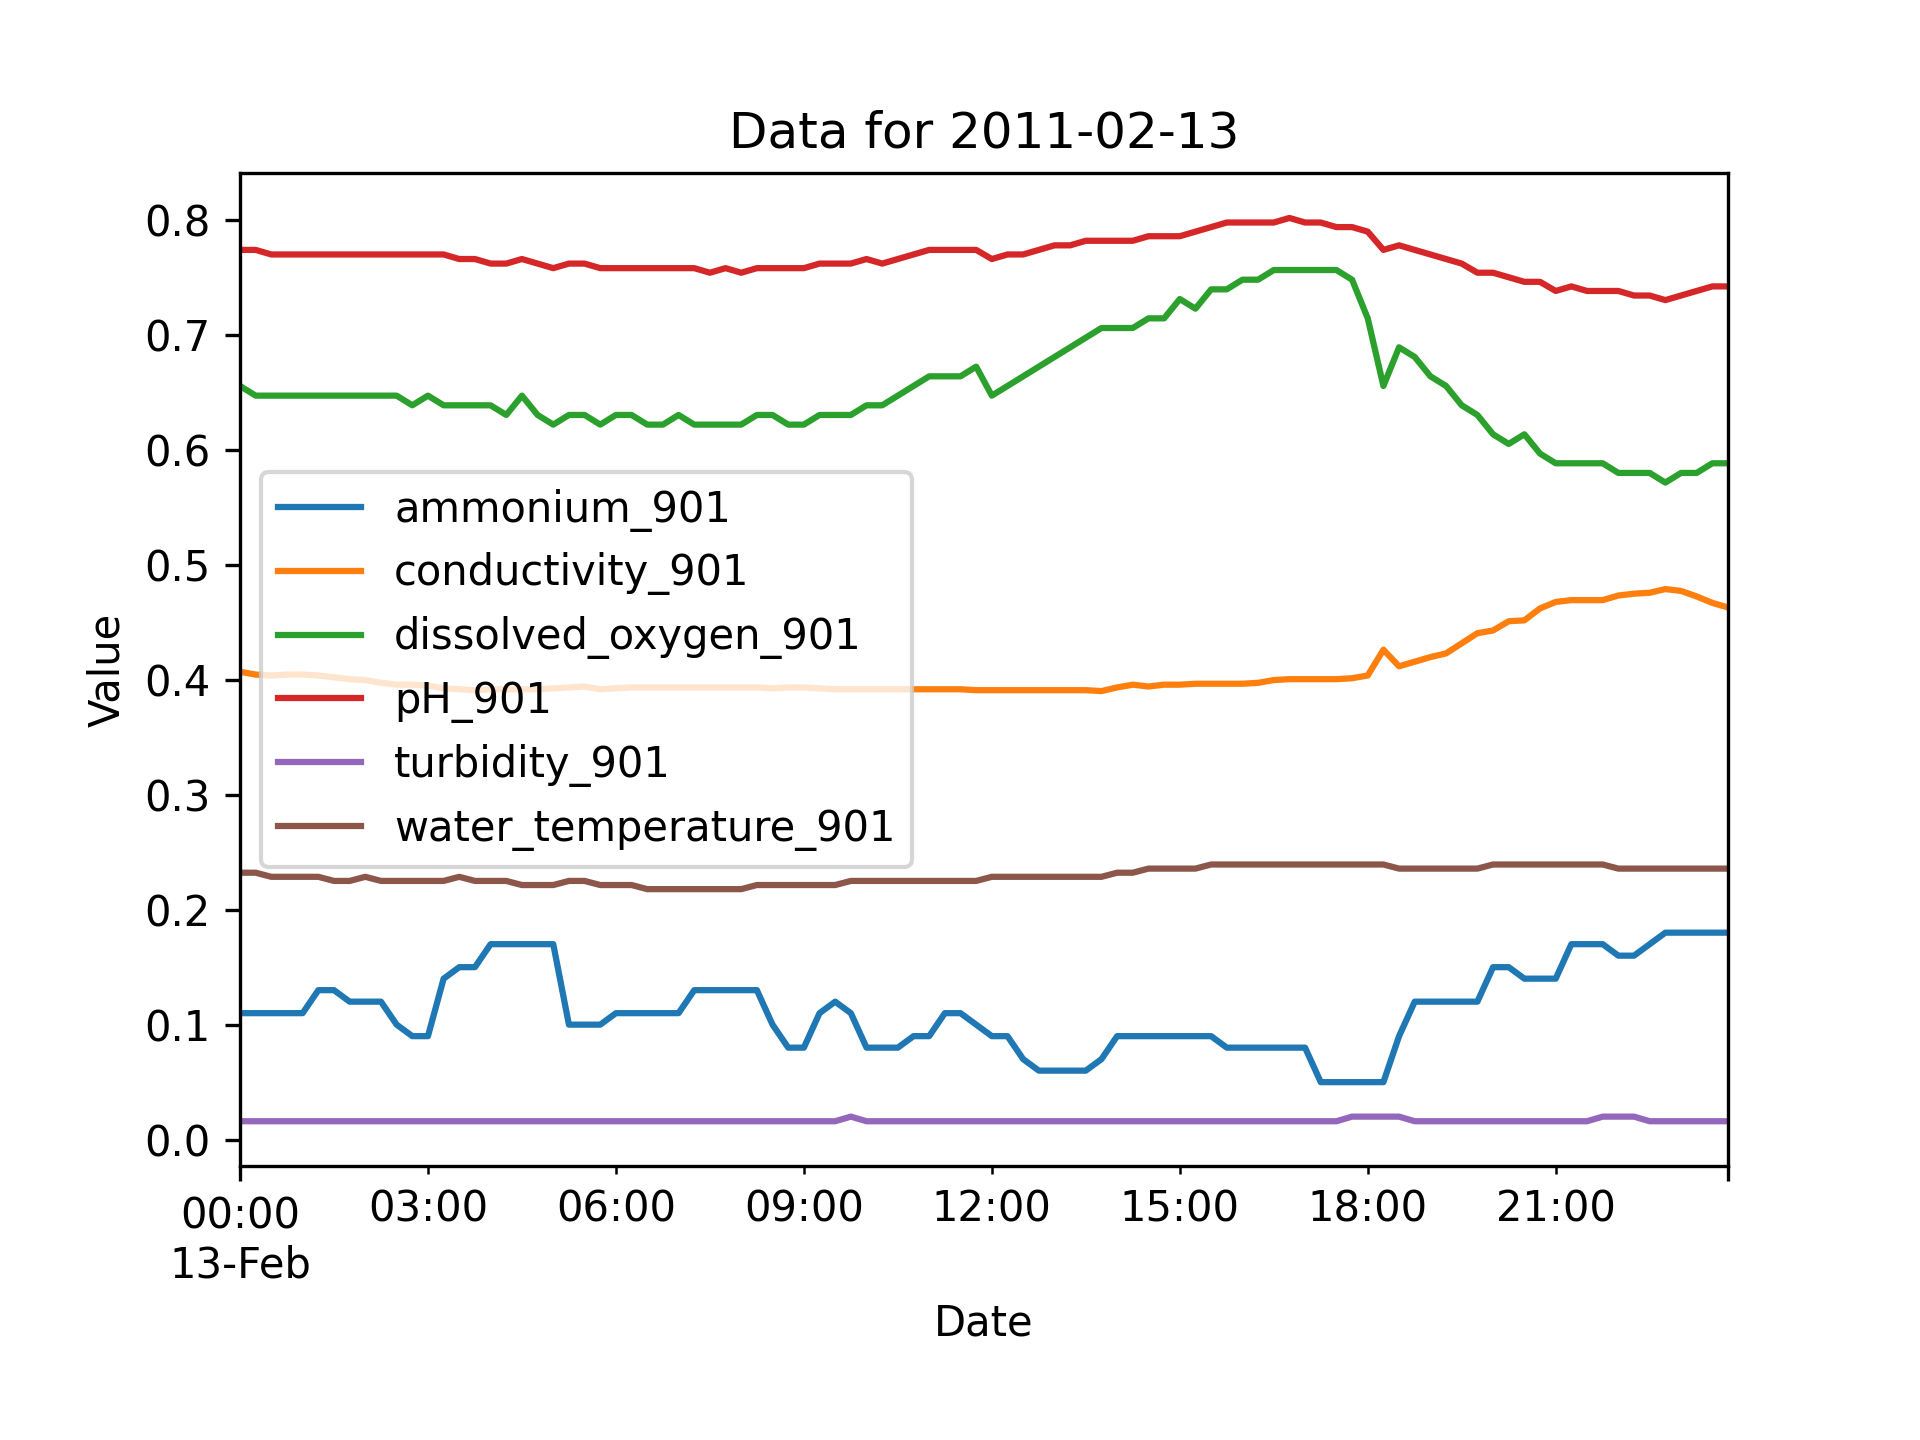 Data for 2011-02-13
0.8
0.7
0.6
0.5
0.4
0.3
0.2
0.1
0.0
Value
ammonium_901
conductivity_901
dissolved_oxygen_901
pH_901
turbidity_901
water_temperature_901
00:00 03:00 06:00 09:00 12:00 15:00 18:00 21:00
13-Feb
Date